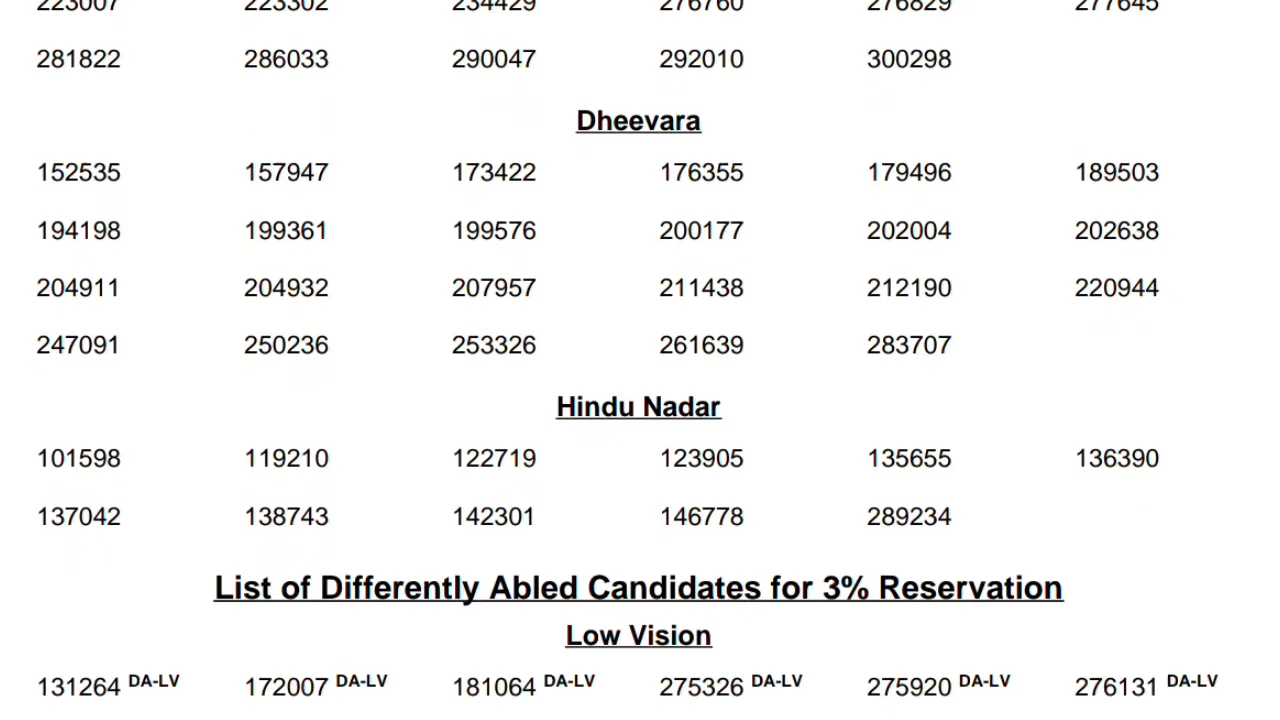 223007 223302 234429 276760 276829 277645
281822 286033 290047 292010 300298
Dheevara
152535 157947 173422 176355 179496 189503
194198 199361 199576 200177 202004 202638
204911 204932 207957 211438 212190 220944
247091 250236 253326 261639 283707
Hindu Nadar
101598 119210 122719 123905 135655 136390
137042 138743 142301 146778 289234
List of Differently Abled Candidates for 3% Reservation
Low Vision
131264 DA-LV 172007 DA-LV 181064 DA-LV 275326 DA-LV 275920 DA-LV 276131 DA-LV